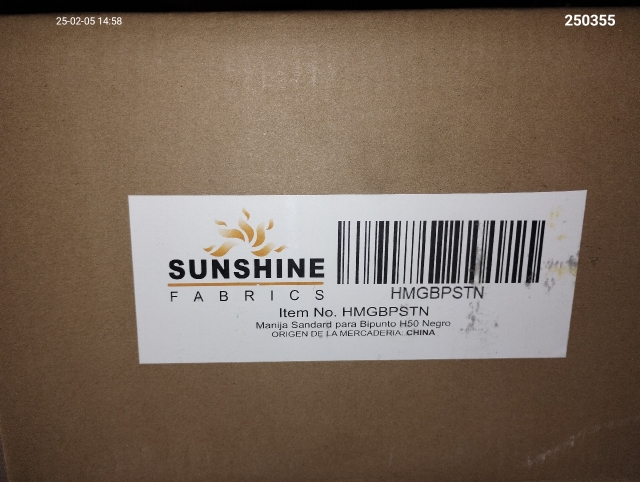 25-02-05 14:58
250355
SUNSHINE
FABRICS
HMGBPSTN
Item No. HMGBPSTN
Manija Sandard para Bipunto H50 Negro
ORIGEN DE LA MERCADERIA: CHINA